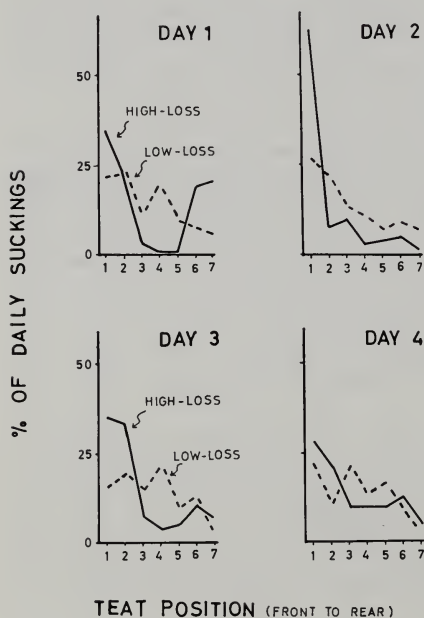 DAY 1
DAY 2
50
25
0
HIGH-LOSS
LOW-LOSS
1 2 3 4 5 6 7
1 2 3 4 5 6 7
% OF DAILY SUCKINGS
DAY 3
DAY 4
50
25
0
HIGH-LOSS
LOW-LOSS
1 2 3 4 5 6 7
1 2 3 4 5 6 7
TEAT POSITION (FRONT TO REAR)